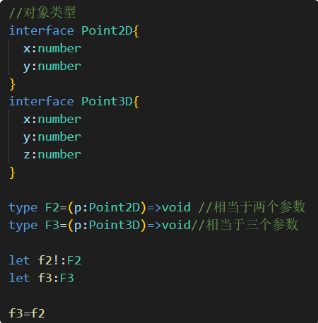 //对象类型
interface Point2D{
  x:number
  y:number
}
interface Point3D{
  x:number
  y:number
  z:number
}
type F2=(p:Point2D)=>void //相当于两个参数
type F3=(p:Point3D)=>void//相当于三个参数
let f2!:F2
let f3:F3
f3=f2